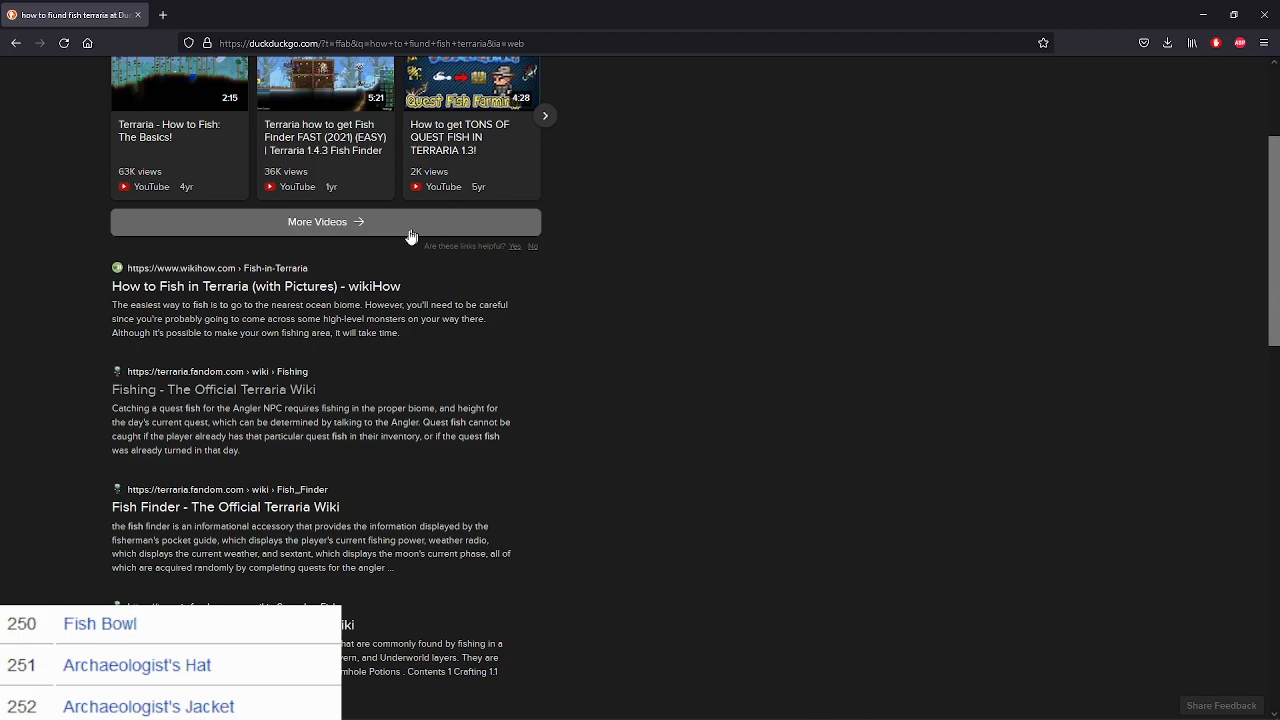 how to fiund fish terraria at Du
https://duckduckgo.com/?t=ffab&q=how+to+fiund+fish+terraria&ia=web
2:15
5:21
Quest Fish Farmin
4:28
Terraria - How to Fish:
The Basics!
63K views
YouTube 4yr
Terraria how to get Fish
Finder FAST (2021) (EASY)
| Terraria 1.4.3 Fish Finder
36K views
YouTube 1yr
How to get TONS OF
QUEST FISH IN
TERRARIA 1.3!
2K views
YouTube 5yr
More Videos →
Are these links helpful? Yes No
https://www.wikihow.com › Fish-in-Terraria
How to Fish in Terraria (with Pictures) - wikiHow
The easiest way to fish is to go to the nearest ocean biome. However, you'll need to be careful
since you're probably going to come across some high-level monsters on your way there.
Although it's possible to make your own fishing area, it will take time.
https://terraria.fandom.com › wiki › Fishing
Fishing - The Official Terraria Wiki
Catching a quest fish for the Angler NPC requires fishing in the proper biome, and height for
the day's current quest, which can be determined by talking to the Angler. Quest fish cannot be
caught if the player already has that particular quest fish in their inventory, or if the quest fish
was already turned in that day.
https://terraria.fandom.com › wiki › Fish_Finder
Fish Finder - The Official Terraria Wiki
the fish finder is an informational accessory that provides the information displayed by the
fisherman's pocket guide, which displays the player's current fishing power, weather radio,
which displays the current weather, and sextant, which displays the moon's current phase, all of
which are acquired randomly by completing quests for the angler ...
iki
hat are commonly found by fishing in a
vern, and Underworld layers. They are
mhole Potions . Contents 1 Crafting 1.1
250 Fish Bowl
251 Archaeologist's Hat
252 Archaeologist's Jacket
Share Feedback